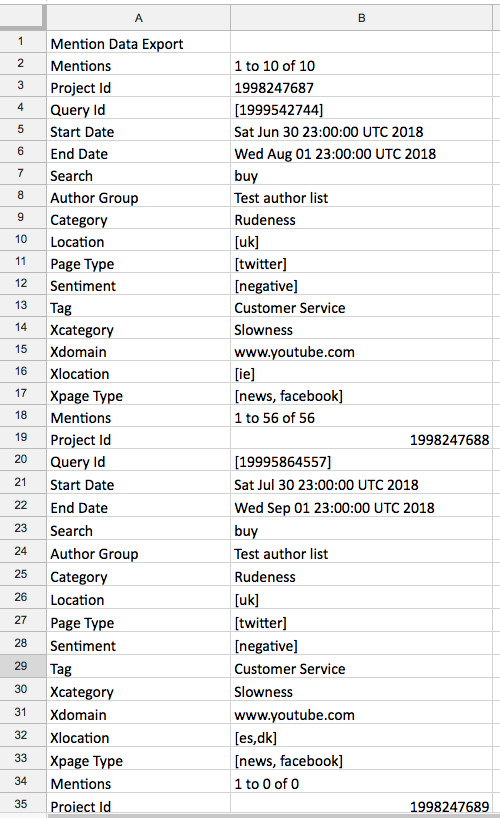 A B
1 Mention Data Export
2 Mentions 1 to 10 of 10
3 Project Id 1998247687
4 Query Id [1999542744]
5 Start Date Sat Jun 30 23:00:00 UTC 2018
6 End Date Wed Aug 01 23:00:00 UTC 2018
7 Search buy
8 Author Group Test author list
9 Category Rudeness
10 Location [uk]
11 Page Type [twitter]
12 Sentiment [negative]
13 Tag Customer Service
14 Xcategory Slowness
15 Xdomain www.youtube.com
16 Xlocation [ie]
17 Xpage Type [news, facebook]
18 Mentions 1 to 56 of 56
19 Project Id 1998247688
20 Query Id [19995864557]
21 Start Date Sat Jul 30 23:00:00 UTC 2018
22 End Date Wed Sep 01 23:00:00 UTC 2018
23 Search buy
24 Author Group Test author list
25 Category Rudeness
26 Location [uk]
27 Page Type [twitter]
28 Sentiment [negative]
29 Tag Customer Service
30 Xcategory Slowness
31 Xdomain www.youtube.com
32 Xlocation [es,dk]
33 Xpage Type [news, facebook]
34 Mentions 1 to 0 of 0
35 Project Id 1998247689